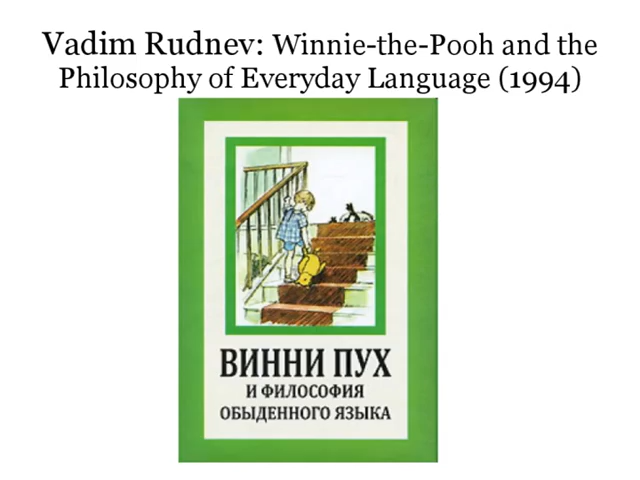 Vadim Rudnev: Winnie-the-Pooh and the
Philosophy of Everyday Language (1994)
ВИННИ ПУХ
И ФИЛОСОФИЯ
ОБЫДЕННОГО ЯЗЫКА